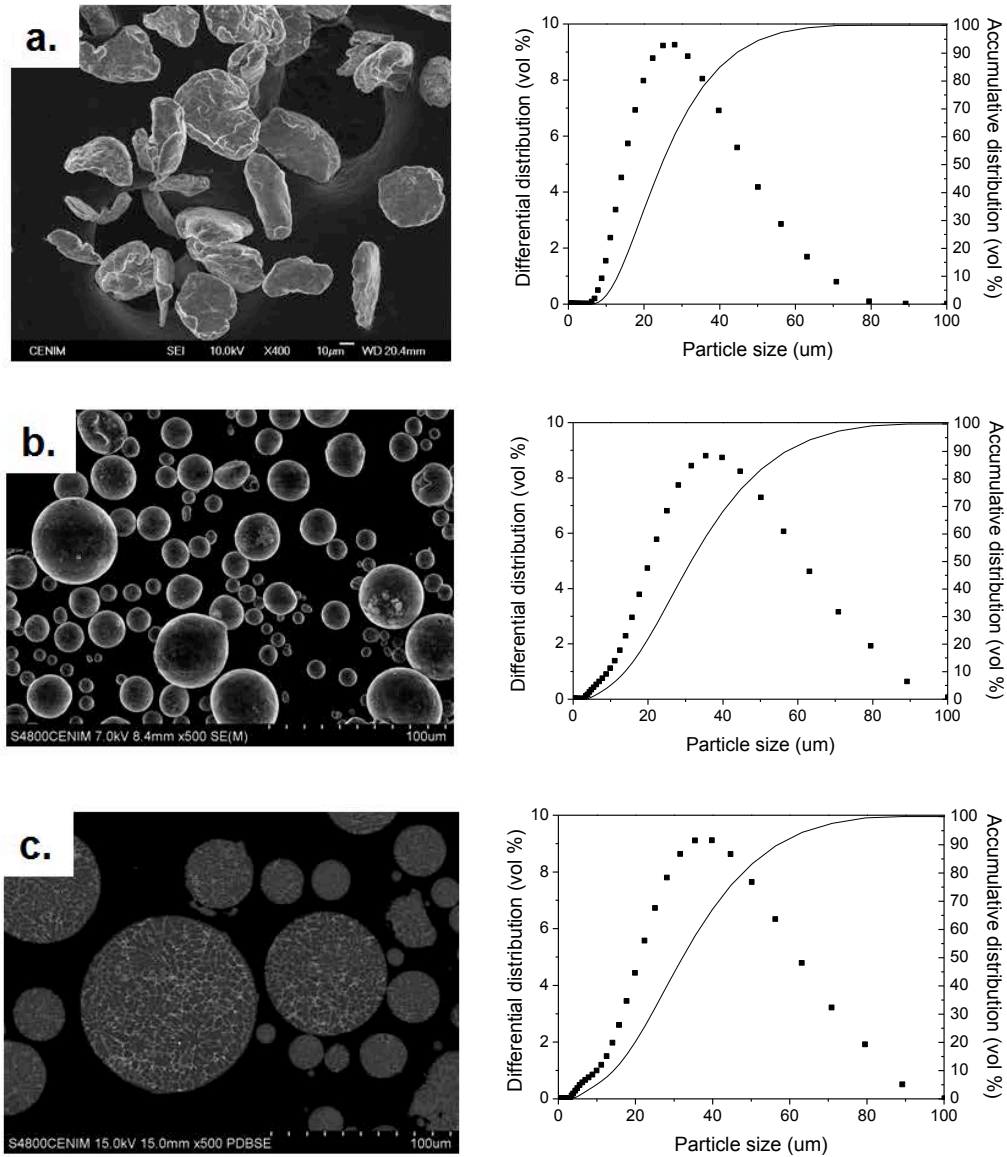 a.
CENIM SEI 10.0kV X400 10µm WD 20.4mm
10
8
6
4
2
0
Differential distribution (vol %)
0 20 40 60 80 100
Particle size (um)
100
90
80
70
60
50
40
30
20
10
0
Accumulative distribution (vol %)
b.
S4800CENIM 7.0kV 8.4mm x500 SE(M) 100um
10
8
6
4
2
0
Differential distribution (vol %)
0 20 40 60 80 100
Particle size (um)
100
90
80
70
60
50
40
30
20
10
0
Accumulative distribution (vol %)
c.
S4800CENIM 15.0kV 15.0mm x500 PDBSE 100um
10
8
6
4
2
0
Differential distribution (vol %)
0 20 40 60 80 100
Particle size (um)
100
90
80
70
60
50
40
30
20
10
0
Accumulative distribution (vol %)